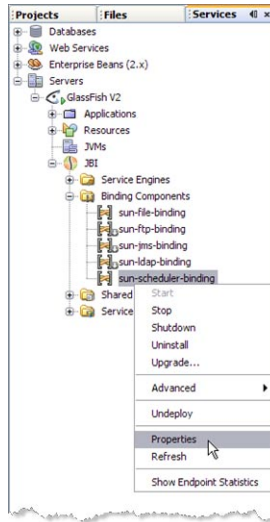 Projects Files Services
Databases
Web Services
Enterprise Beans (2.x)
Servers
GlassFish V2
Applications
Resources
JVMs
JBI
Service Engines
Binding Components
sun-file-binding
sun-ftp-binding
sun-jms-binding
sun-ldap-binding
sun-scheduler-binding
Shared
Start
Service
Stop
Shutdown
Uninstall
Upgrade...
Advanced
Undeploy
Properties
Refresh
Show Endpoint Statistics